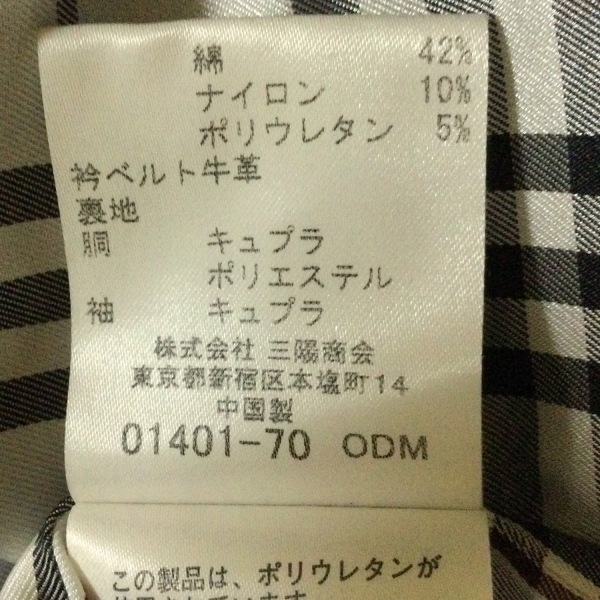 綿 42%
ナイロン 10%
ポリウレタン 5%
衿ベルト牛革
裏地
胴 キュプラ
ポリエステル
袖 キュプラ
株式会社 三陽商会
東京都新宿区本塩町14
中国製
01401-70 ODM
この製品は、ポリウレタンが